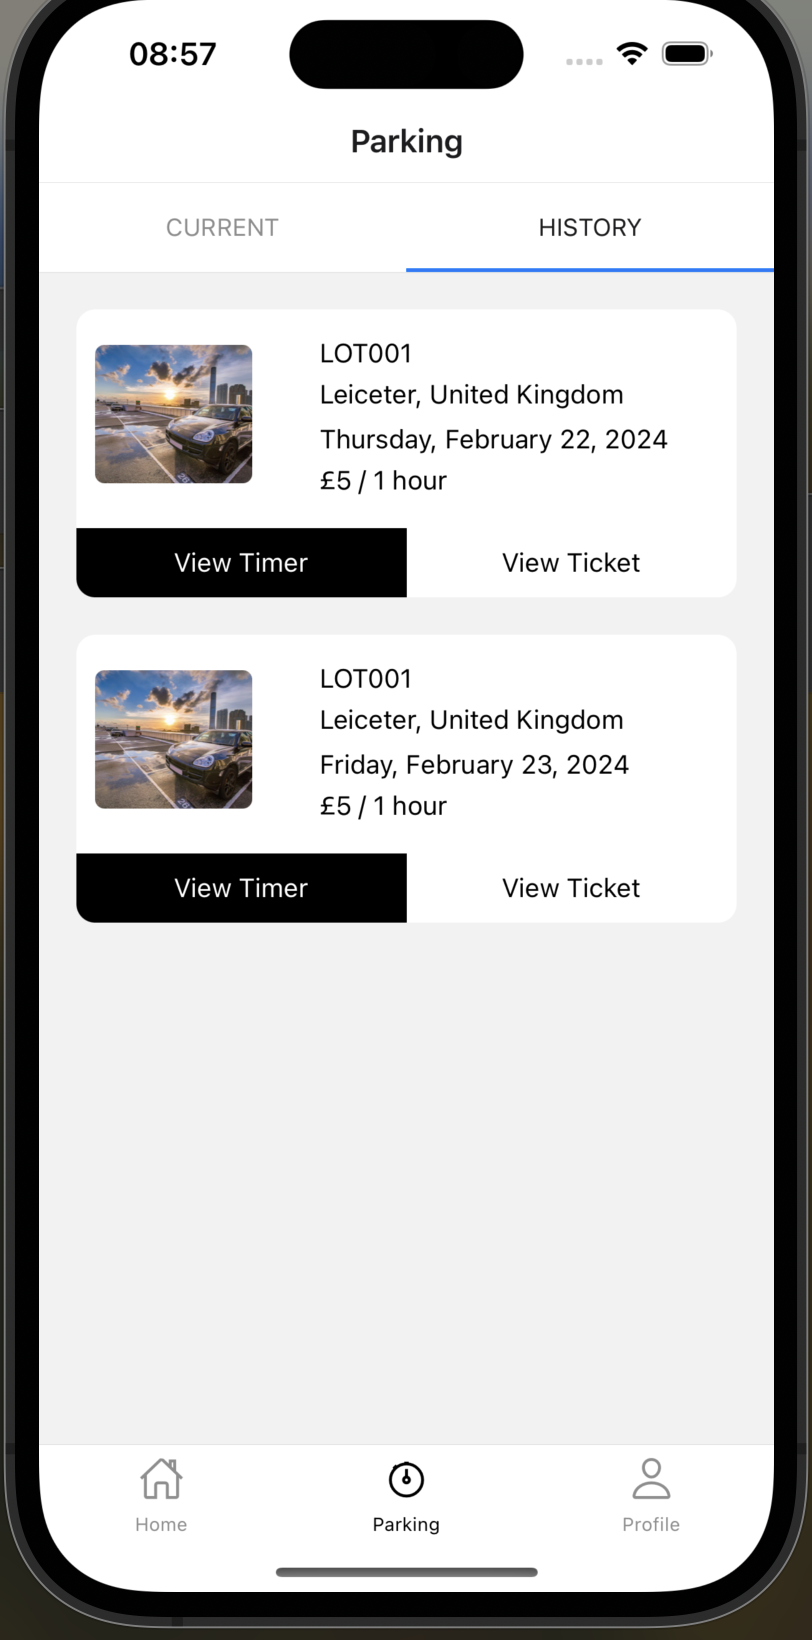 08:57
Parking
CURRENT
HISTORY
LOT001
Leiceter, United Kingdom
Thursday, February 22, 2024
£5 / 1 hour
View Timer
View Ticket
LOT001
Leiceter, United Kingdom
Friday, February 23, 2024
£5 / 1 hour
View Timer
View Ticket
Home
Parking
Profile